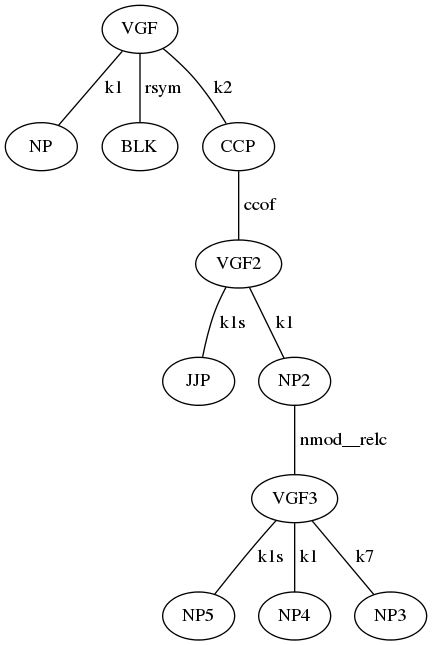 VGF
k1 rsym k2
NP BLK CCP
ccof
VGF2
k1s k1
JJP NP2
nmod__relc
VGF3
k1s k1 k7
NP5 NP4 NP3